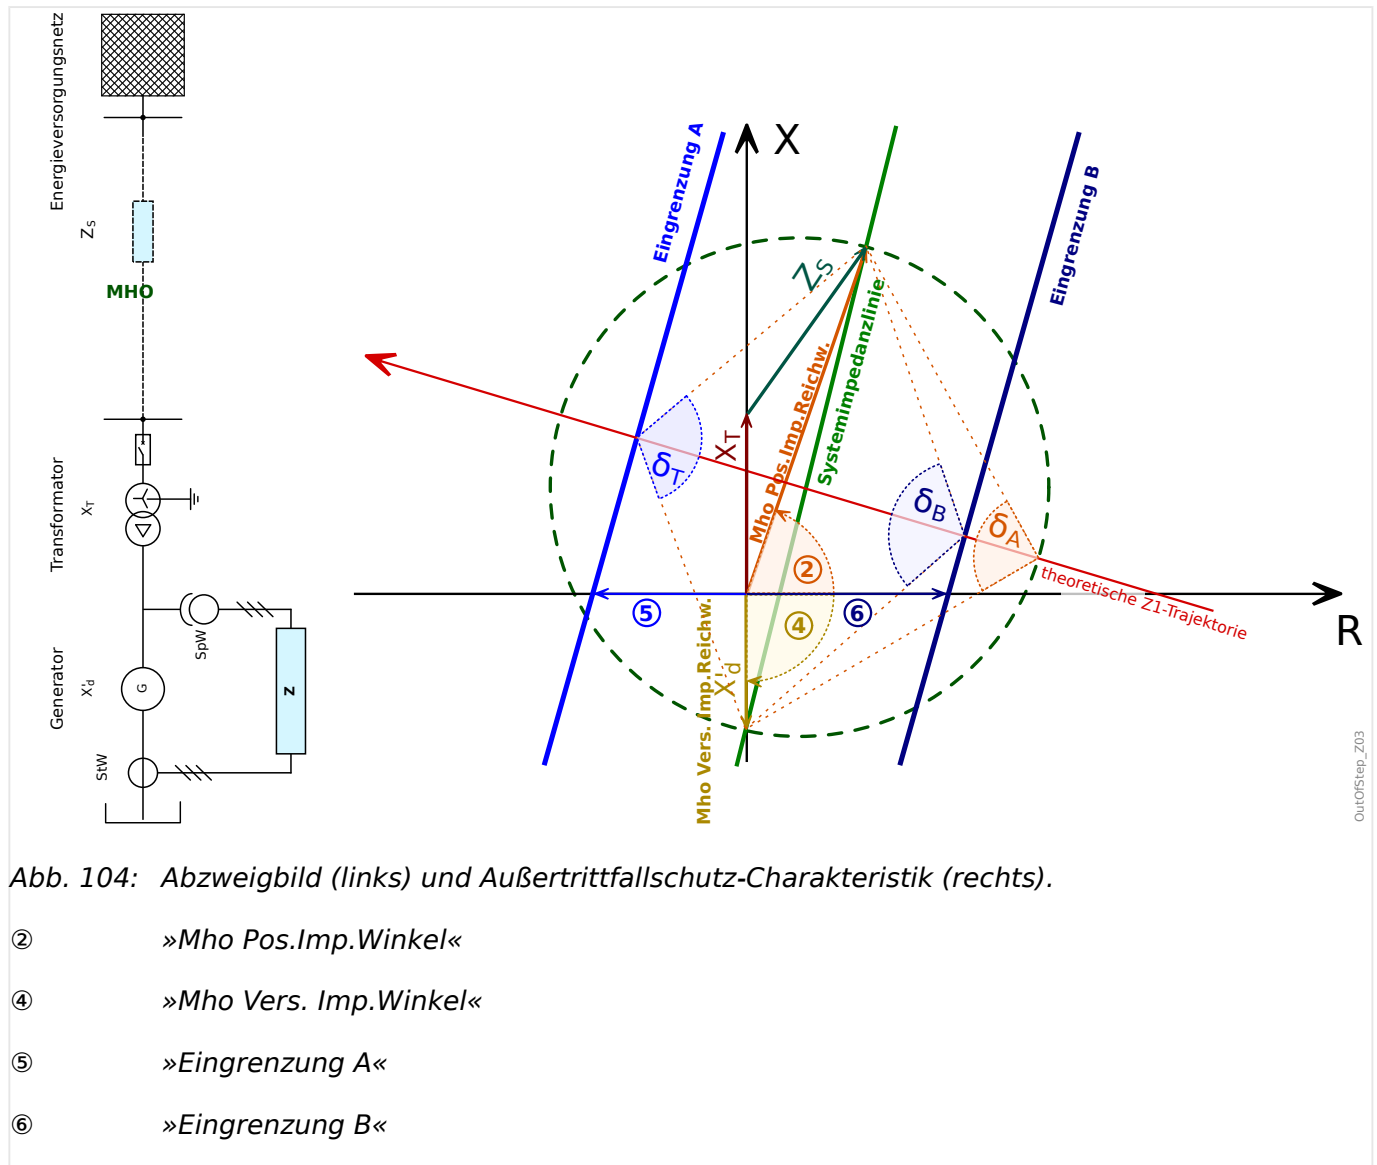 Energieversorgungsnetz
ZS
MHO
Transformator
XT
SpW
Generator
X'd
G
Z
StW
X
R
Eingrenzung A
Eingrenzung B
ZS
Mho Pos.Imp.Reichw.
Systemimpedanzlinie
XT
δT
δB
δA
theoretische Z1-Trajektorie
②
④
⑤
⑥
X'd
Mho Vers. Imp.Reichw.
OutOfStep_Z03
Abb. 104: Abzweigbild (links) und Außertrittfallschutz-Charakteristik (rechts).
② »Mho Pos.Imp.Winkel«
④ »Mho Vers. Imp.Winkel«
⑤ »Eingrenzung A«
⑥ »Eingrenzung B«